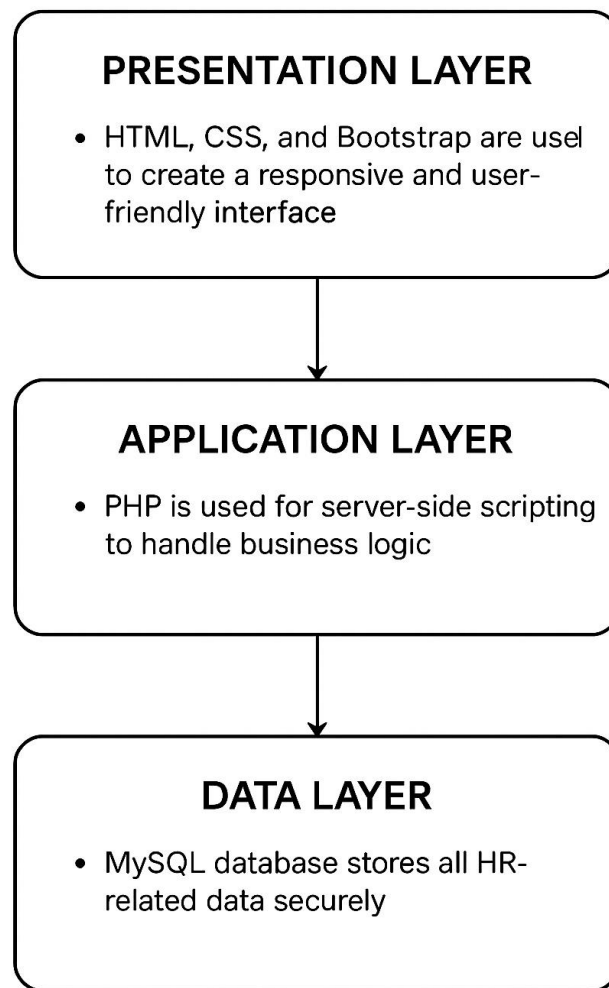 PRESENTATION LAYER
• HTML, CSS, and Bootstrap are usel
to create a responsive and user-
friendly interface
APPLICATION LAYER
• PHP is used for server-side scripting
to handle business logic
DATA LAYER
• MySQL database stores all HR-
related data securely